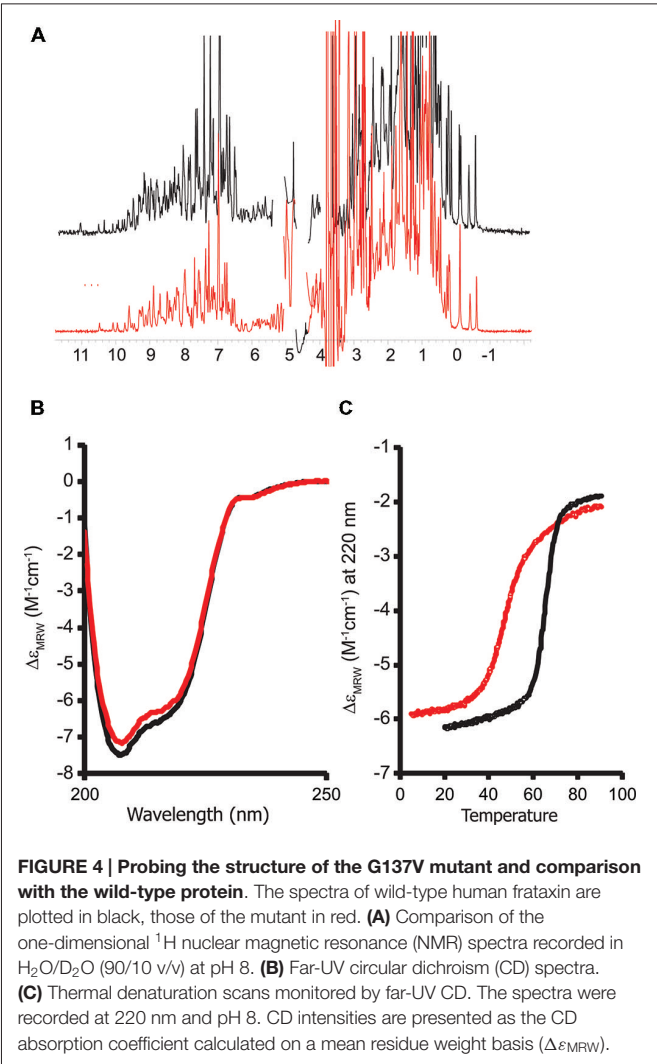 A
11 10 9 8 7 6 5 4 3 2 1 0 -1
B
1
0
-1
-2
-3
-4
-5
-6
-7
-8
Δε_MRW (M⁻¹cm⁻¹)
200 250
Wavelength (nm)
C
-1
-2
-3
-4
-5
-6
-7
Δε_MRW (M⁻¹cm⁻¹) at 220 nm
0 20 40 60 80 100
Temperature
FIGURE 4 | Probing the structure of the G137V mutant and comparison
with the wild-type protein. The spectra of wild-type human frataxin are
plotted in black, those of the mutant in red. (A) Comparison of the
one-dimensional ¹H nuclear magnetic resonance (NMR) spectra recorded in
H₂O/D₂O (90/10 v/v) at pH 8. (B) Far-UV circular dichroism (CD) spectra.
(C) Thermal denaturation scans monitored by far-UV CD. The spectra were
recorded at 220 nm and pH 8. CD intensities are presented as the CD
absorption coefficient calculated on a mean residue weight basis (Δε_MRW).